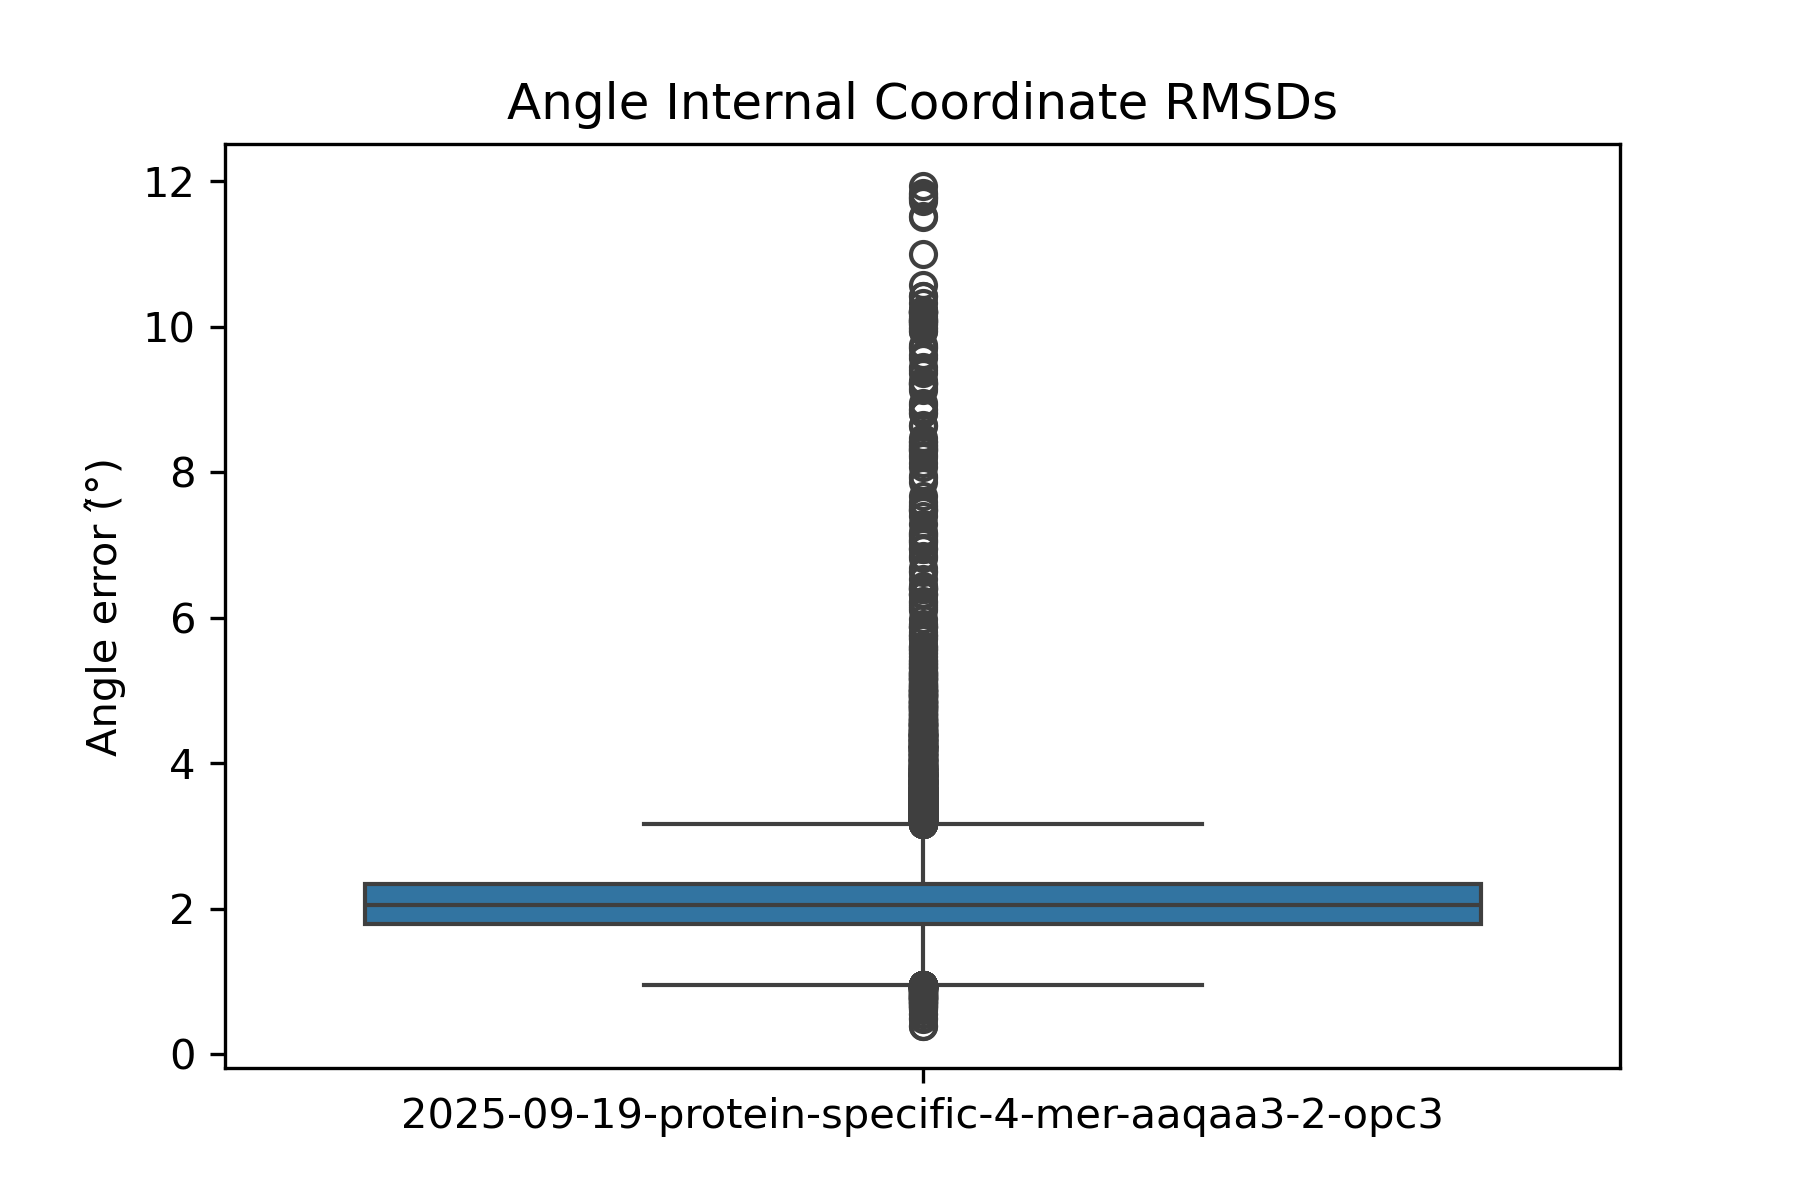 Angle Internal Coordinate RMSDs
12
10
8
6
4
2
0
Angle error (̋°)
2025-09-19-protein-specific-4-mer-aaqaa3-2-opc3